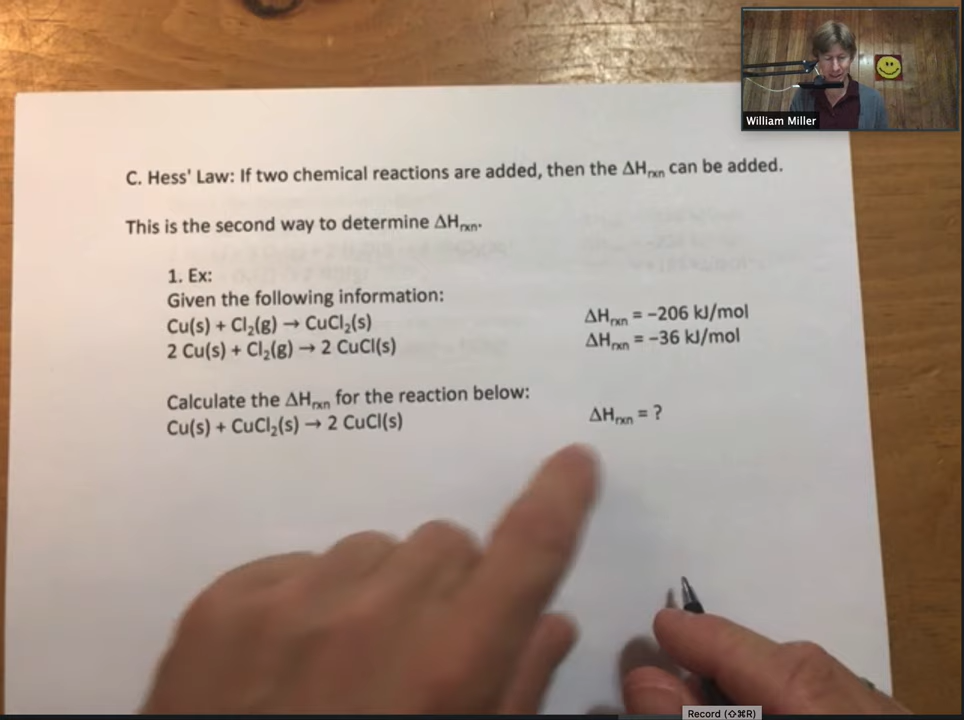 William Miller
C. Hess' Law: If two chemical reactions are added, then the ΔHrxn can be added.
This is the second way to determine ΔHrxn.
1. Ex:
Given the following information:
Cu(s) + Cl₂(g) → CuCl₂(s) ΔHrxn = −206 kJ/mol
2 Cu(s) + Cl₂(g) → 2 CuCl(s) ΔHrxn = −36 kJ/mol
Calculate the ΔHrxn for the reaction below:
Cu(s) + CuCl₂(s) → 2 CuCl(s) ΔHrxn = ?
Record (⇧⌘R)